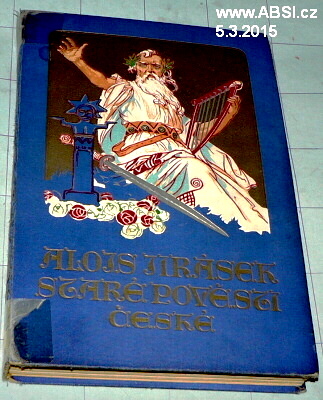 www.ABSI.cz
5.3.2015
ALOIS JIRÁSEK
STARÉ POVĚSTI
ČESKÉ